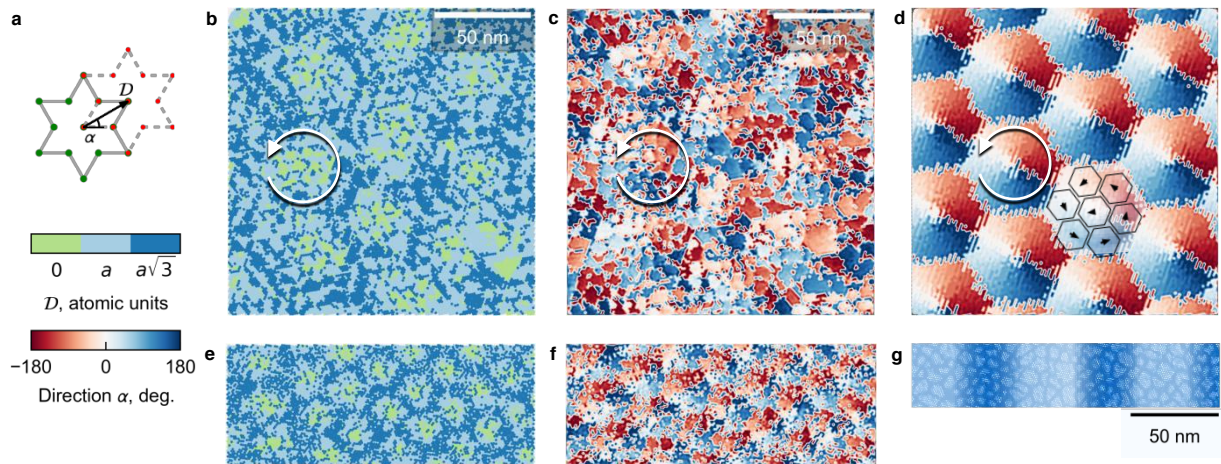 a
𝒟
α
0 a a√3
𝒟, atomic units
−180 0 180
Direction α, deg.
b
50 nm
c
50 nm
d
e
f
g
50 nm